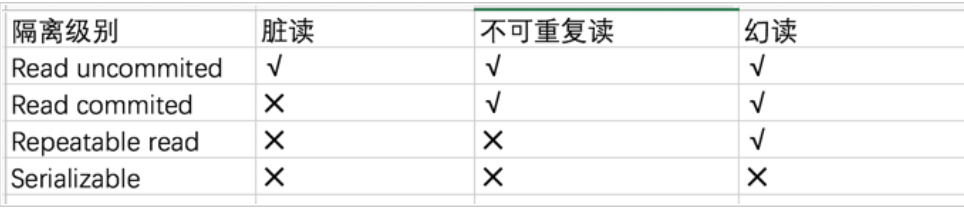 隔离级别 脏读 不可重复读 幻读
Read uncommited √ √ √
Read commited × √ √
Repeatable read × × √
Serializable × × ×